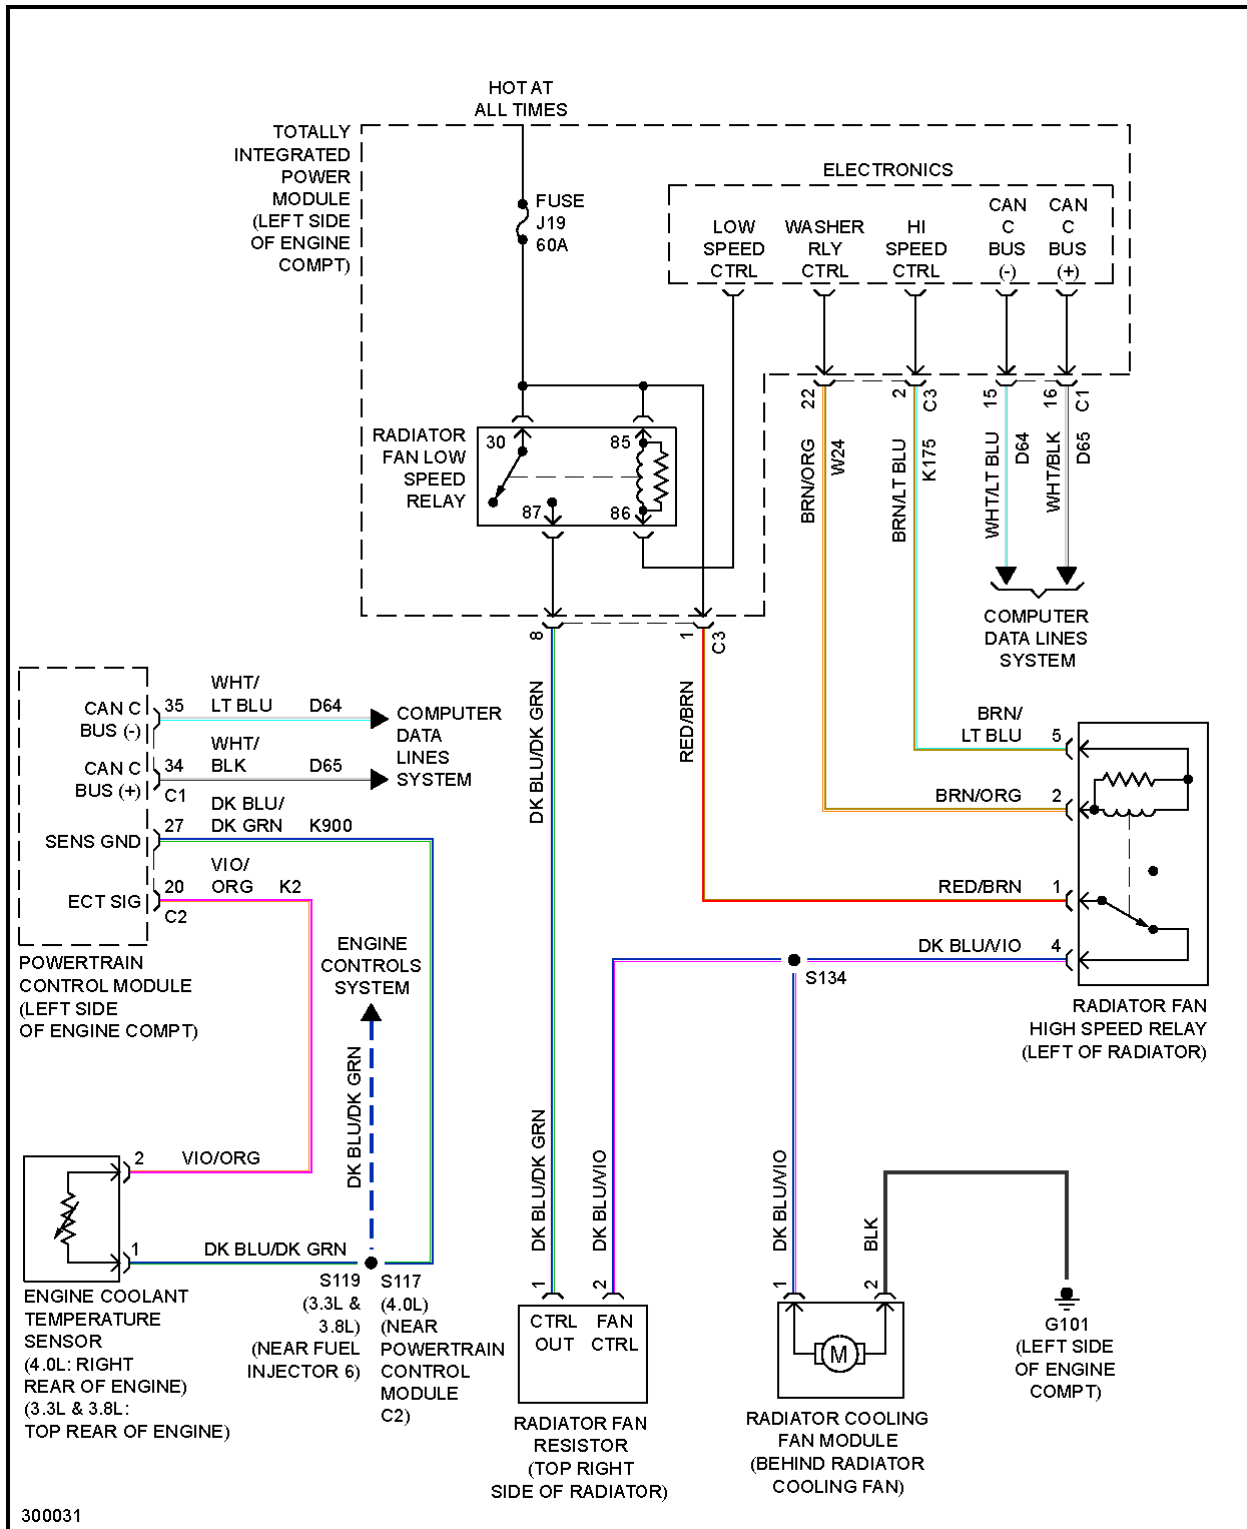 HOT AT
ALL TIMES
TOTALLY
INTEGRATED
POWER
MODULE
(LEFT SIDE
OF ENGINE
COMPT)
FUSE
J19
60A
ELECTRONICS
LOW
SPEED
CTRL
WASHER
RLY
CTRL
HI
SPEED
CTRL
CAN
C
BUS
(-)
CAN
C
BUS
(+)
22
2
C3
15
16
C1
BRN/ORG
W24
BRN/LT BLU
K175
WHT/LT BLU
D64
WHT/BLK
D65
COMPUTER
DATA LINES
SYSTEM
RADIATOR
FAN LOW
SPEED
RELAY
30
85
87
86
8
1
C3
DK BLU/DK GRN
RED/BRN
CAN C
BUS (-)
35
WHT/
LT BLU
D64
CAN C
BUS (+)
34
WHT/
BLK
D65
C1
COMPUTER
DATA
LINES
SYSTEM
SENS GND
27
DK BLU/
DK GRN
K900
ECT SIG
20
VIO/
ORG
K2
C2
POWERTRAIN
CONTROL MODULE
(LEFT SIDE
OF ENGINE COMPT)
ENGINE
CONTROLS
SYSTEM
DK BLU/DK GRN
BRN/
LT BLU
5
BRN/ORG
2
RED/BRN
1
DK BLU/VIO
4
S134
RADIATOR FAN
HIGH SPEED RELAY
(LEFT OF RADIATOR)
2
VIO/ORG
1
DK BLU/DK GRN
ENGINE COOLANT
TEMPERATURE
SENSOR
(4.0L: RIGHT
REAR OF ENGINE)
(3.3L & 3.8L:
TOP REAR OF ENGINE)
S119
(3.3L &
3.8L)
(NEAR FUEL
INJECTOR 6)
S117
(4.0L)
(NEAR
POWERTRAIN
CONTROL
MODULE
C2)
DK BLU/DK GRN
1
DK BLU/VIO
2
CTRL
OUT
FAN
CTRL
RADIATOR FAN
RESISTOR
(TOP RIGHT
SIDE OF RADIATOR)
DK BLU/VIO
1
BLK
2
M
RADIATOR COOLING
FAN MODULE
(BEHIND RADIATOR
COOLING FAN)
G101
(LEFT SIDE
OF ENGINE
COMPT)
300031